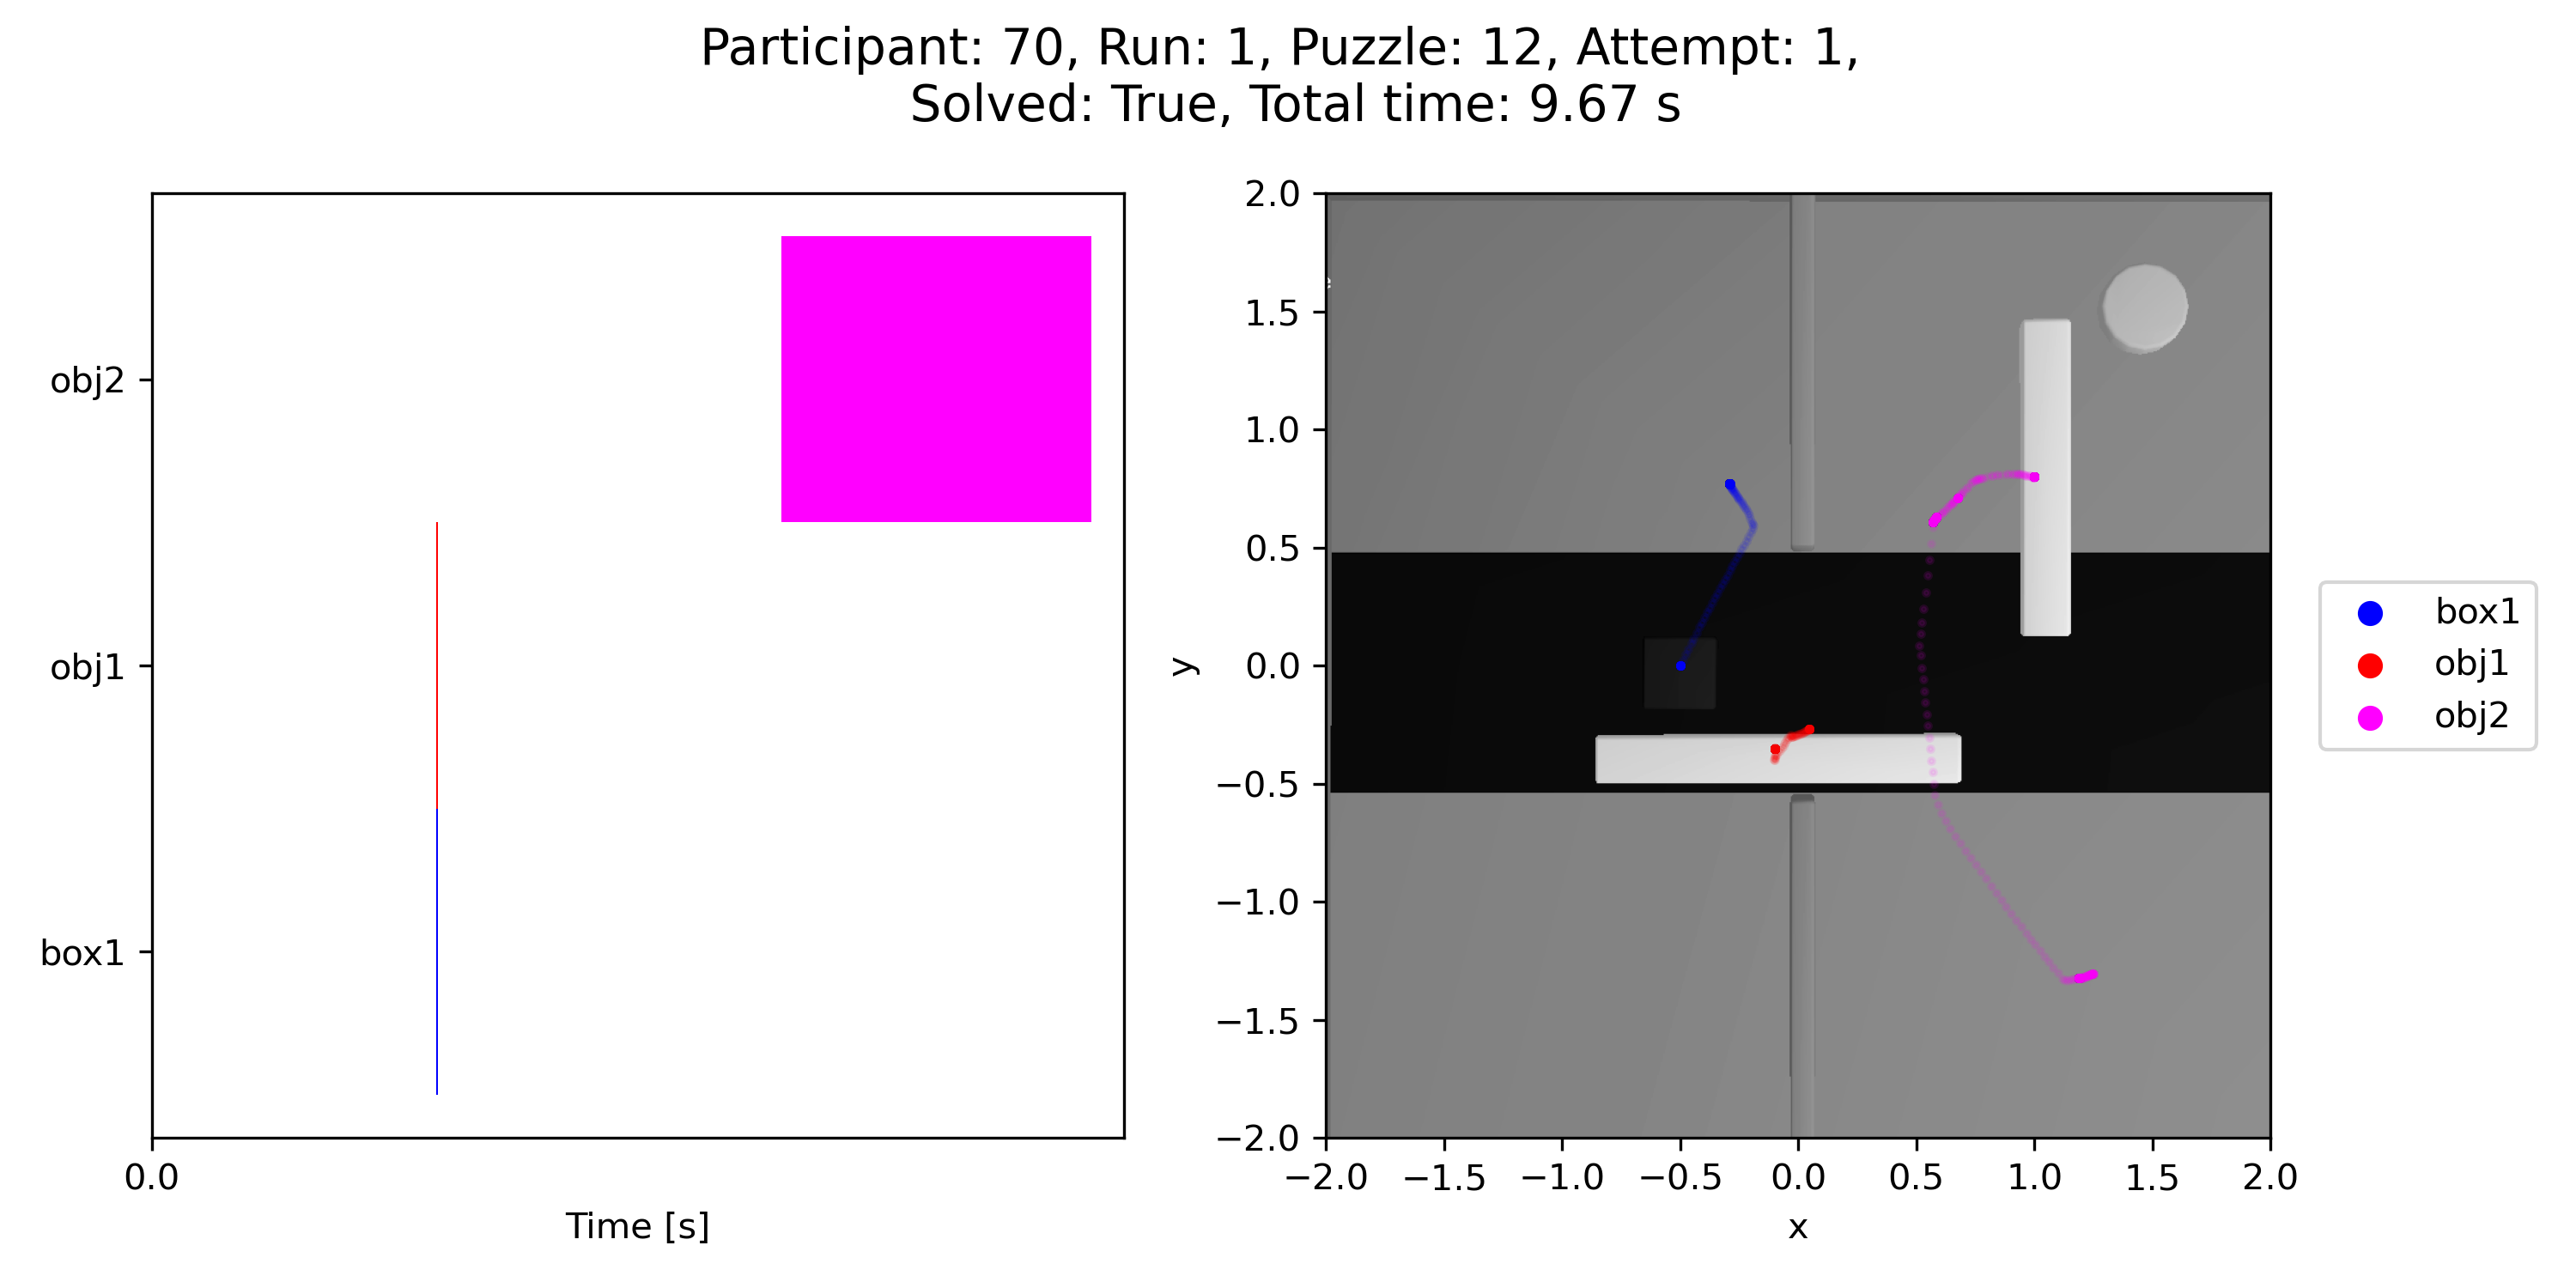 Participant: 70, Run: 1, Puzzle: 12, Attempt: 1,
Solved: True, Total time: 9.67 s
obj2
obj1
box1
0.0
Time [s]
2.0
1.5
1.0
0.5
0.0
−0.5
−1.0
−1.5
−2.0
y
−2.0 −1.5 −1.0 −0.5 0.0 0.5 1.0 1.5 2.0
x
box1
obj1
obj2